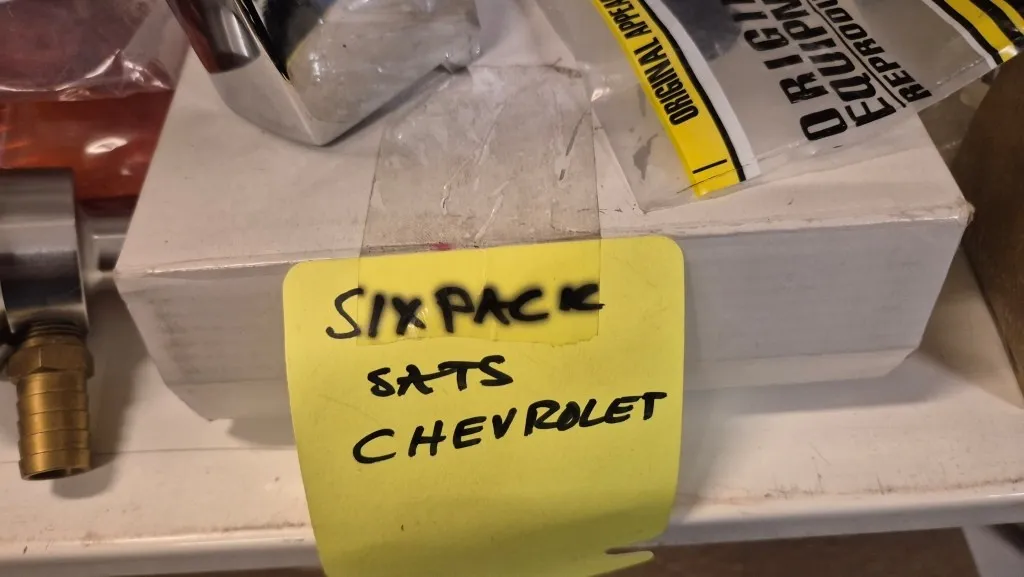 ORIGINAL APPEA
ORIGI
EQUIPM
REPRODU
SIXPACK
SATS
CHEVROLET